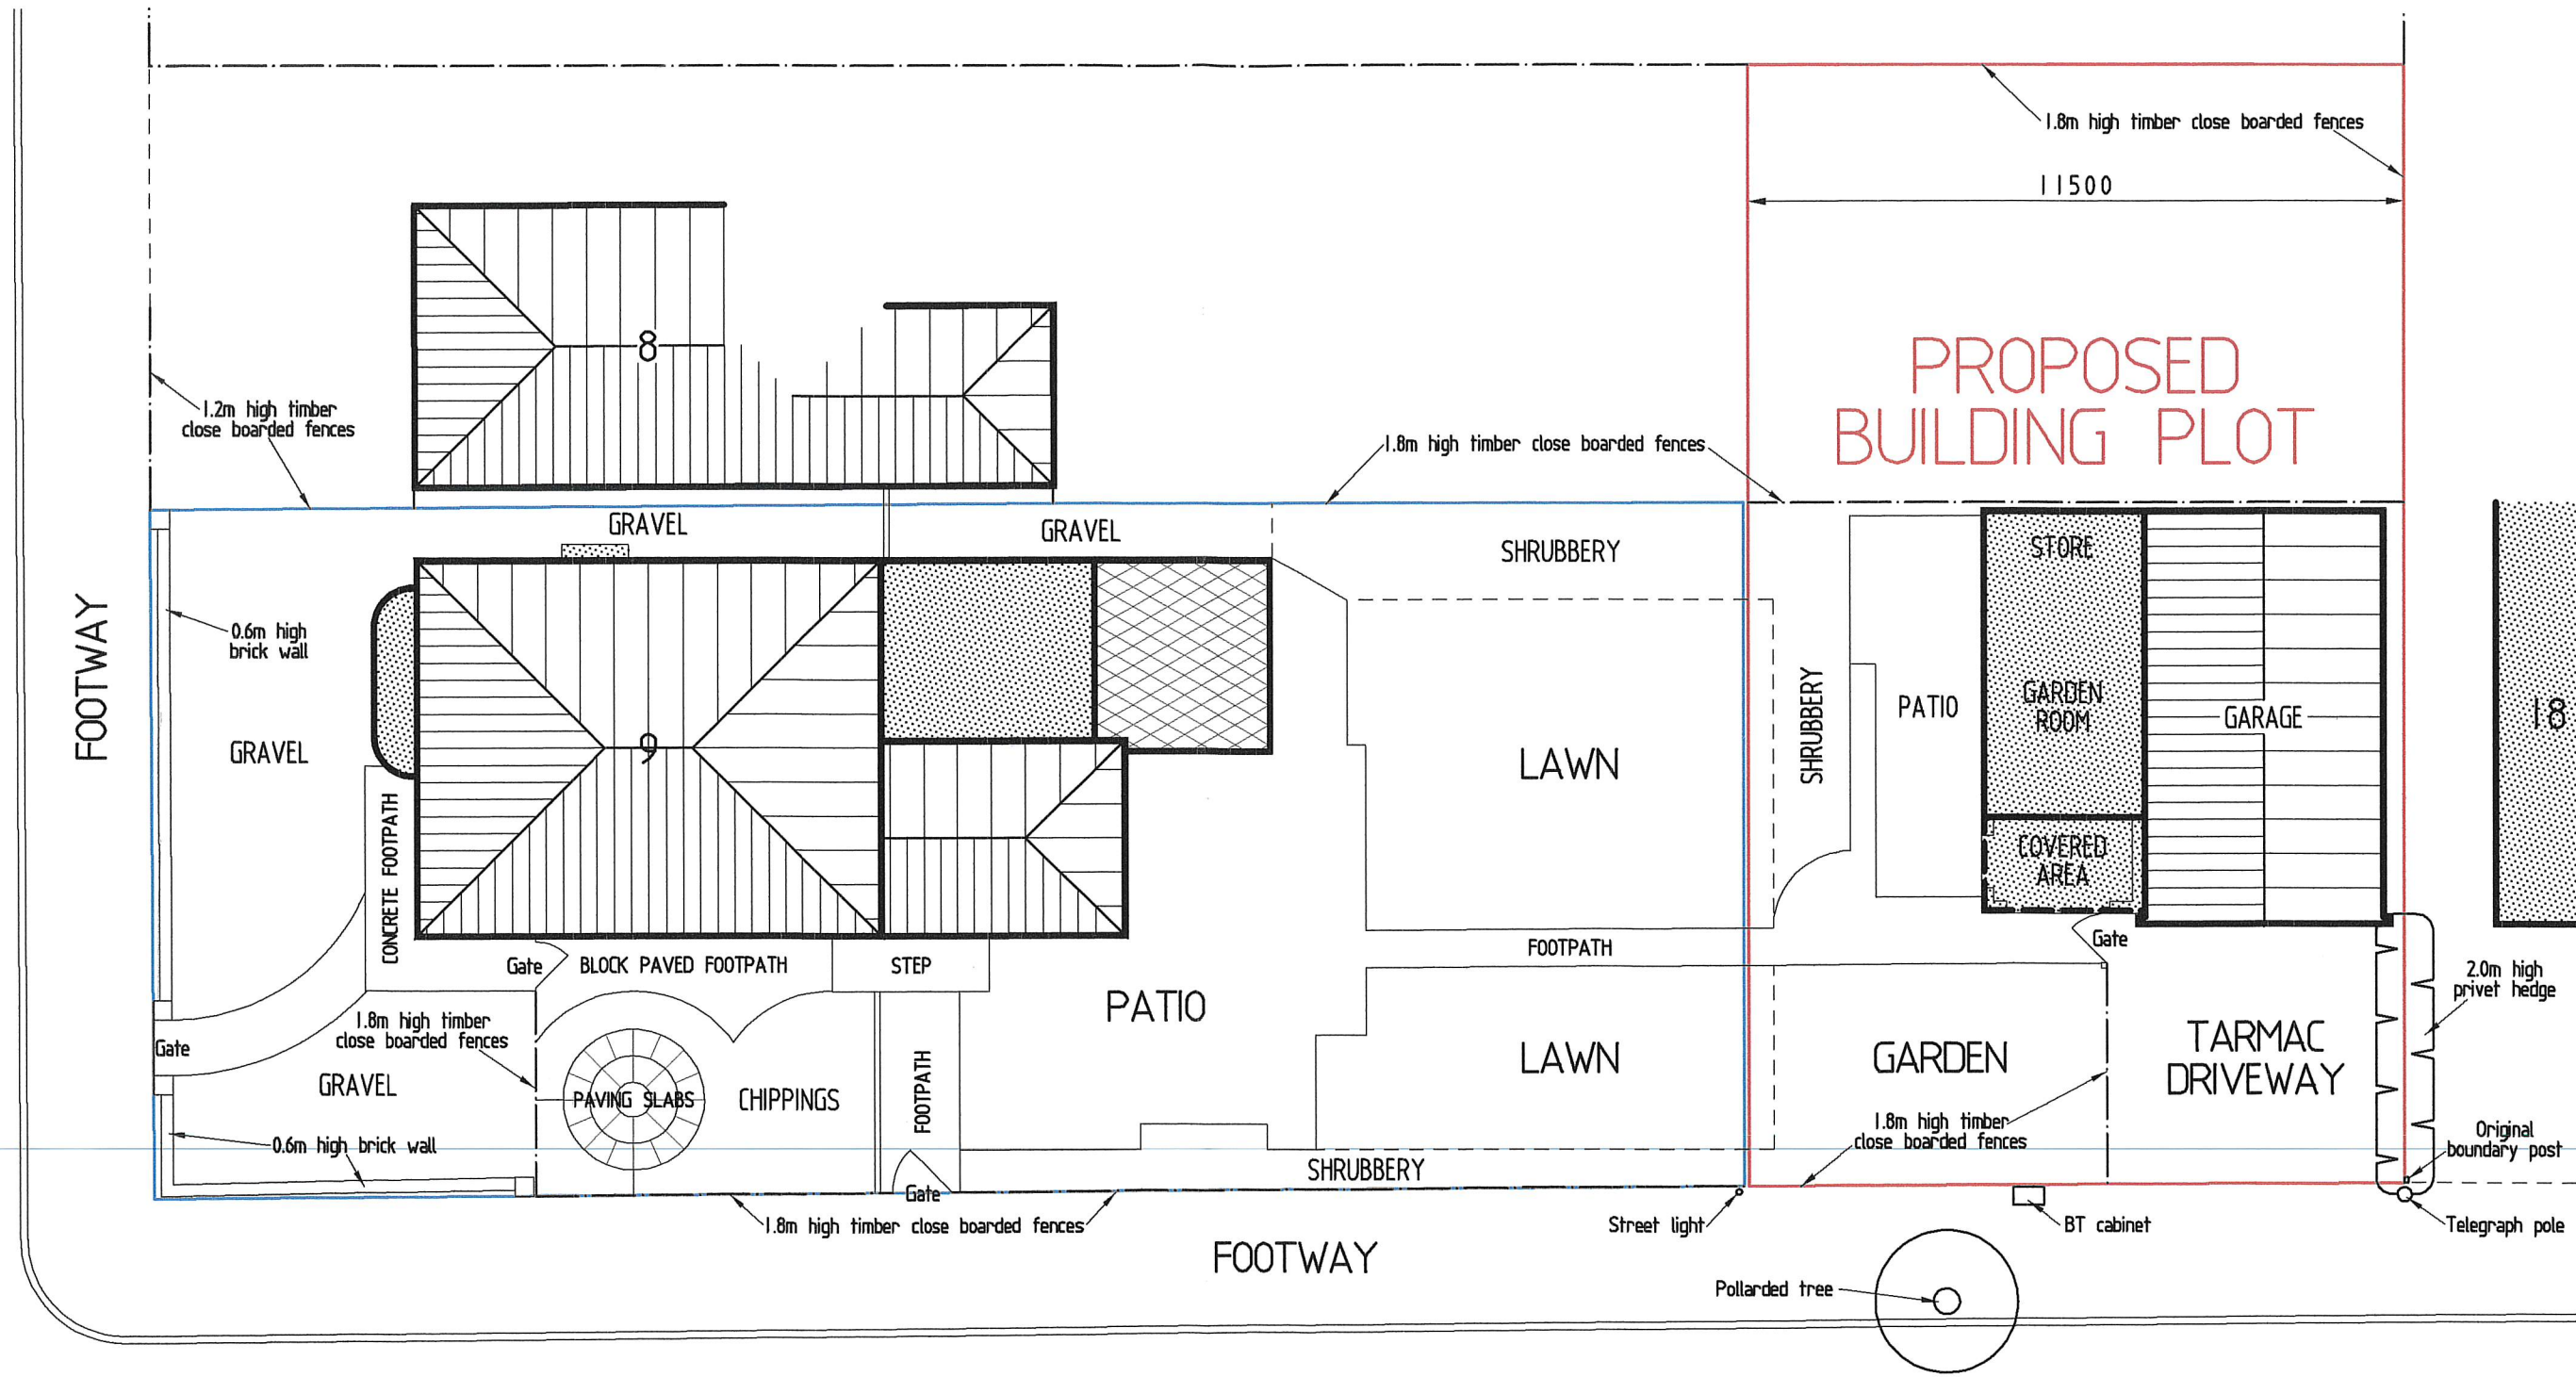 1.8m high timber close boarded fences
11500
PROPOSED
BUILDING PLOT
8
1.2m high timber
close boarded fences
1.8m high timber close boarded fences
GRAVEL
GRAVEL
SHRUBBERY
STORE
FOOTWAY
0.6m high
brick wall
GRAVEL
CONCRETE FOOTPATH
9
LAWN
SHRUBBERY
PATIO
GARDEN
ROOM
GARAGE
18
COVERED
AREA
Gate
BLOCK PAVED FOOTPATH
STEP
FOOTPATH
Gate
2.0m high
privet hedge
1.8m high timber
close boarded fences
Gate
GRAVEL
PAVING SLABS
CHIPPINGS
FOOTPATH
PATIO
LAWN
GARDEN
TARMAC
DRIVEWAY
0.6m high brick wall
1.8m high timber
close boarded fences
Original
boundary post
SHRUBBERY
Gate
1.8m high timber close boarded fences
Street light
BT cabinet
Telegraph pole
FOOTWAY
Pollarded tree